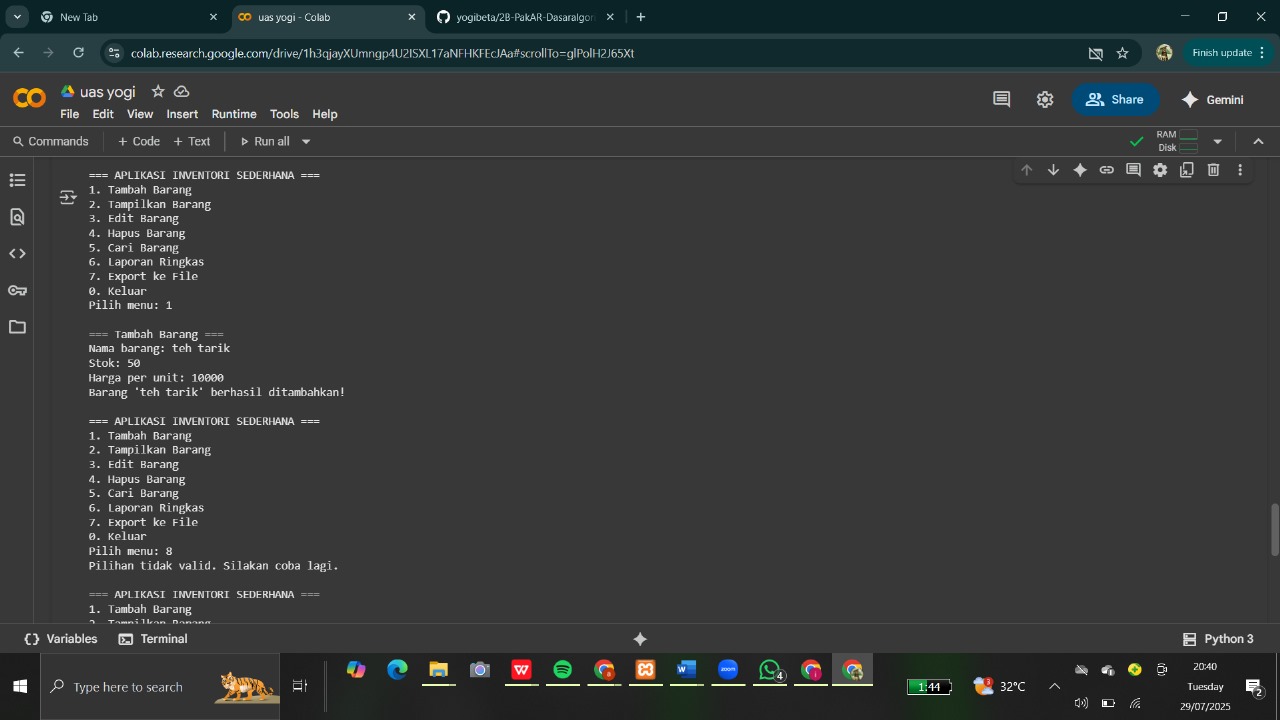 New Tab
uas yogi - Colab
yogibeta/2B-PakAR-Dasaralgor
colab.research.google.com/drive/1h3qjayXUmngp4U2ISXL17aNFHKFEcJAa#scrollTo=glPolH2J65Xt
Finish update
uas yogi
File Edit View Insert Runtime Tools Help
Share
Gemini
Commands + Code + Text Run all
RAM
Disk
=== APLIKASI INVENTORI SEDERHANA ===
1. Tambah Barang
2. Tampilkan Barang
3. Edit Barang
4. Hapus Barang
5. Cari Barang
6. Laporan Ringkas
7. Export ke File
0. Keluar
Pilih menu: 1
=== Tambah Barang ===
Nama barang: teh tarik
Stok: 50
Harga per unit: 10000
Barang 'teh tarik' berhasil ditambahkan!
=== APLIKASI INVENTORI SEDERHANA ===
1. Tambah Barang
2. Tampilkan Barang
3. Edit Barang
4. Hapus Barang
5. Cari Barang
6. Laporan Ringkas
7. Export ke File
0. Keluar
Pilih menu: 8
Pilihan tidak valid. Silakan coba lagi.
=== APLIKASI INVENTORI SEDERHANA ===
1. Tambah Barang
2. Tampilkan Barang
Variables Terminal
Python 3
Type here to search
4
1:44
3
32°C
20:40
Tuesday
29/07/2025
2